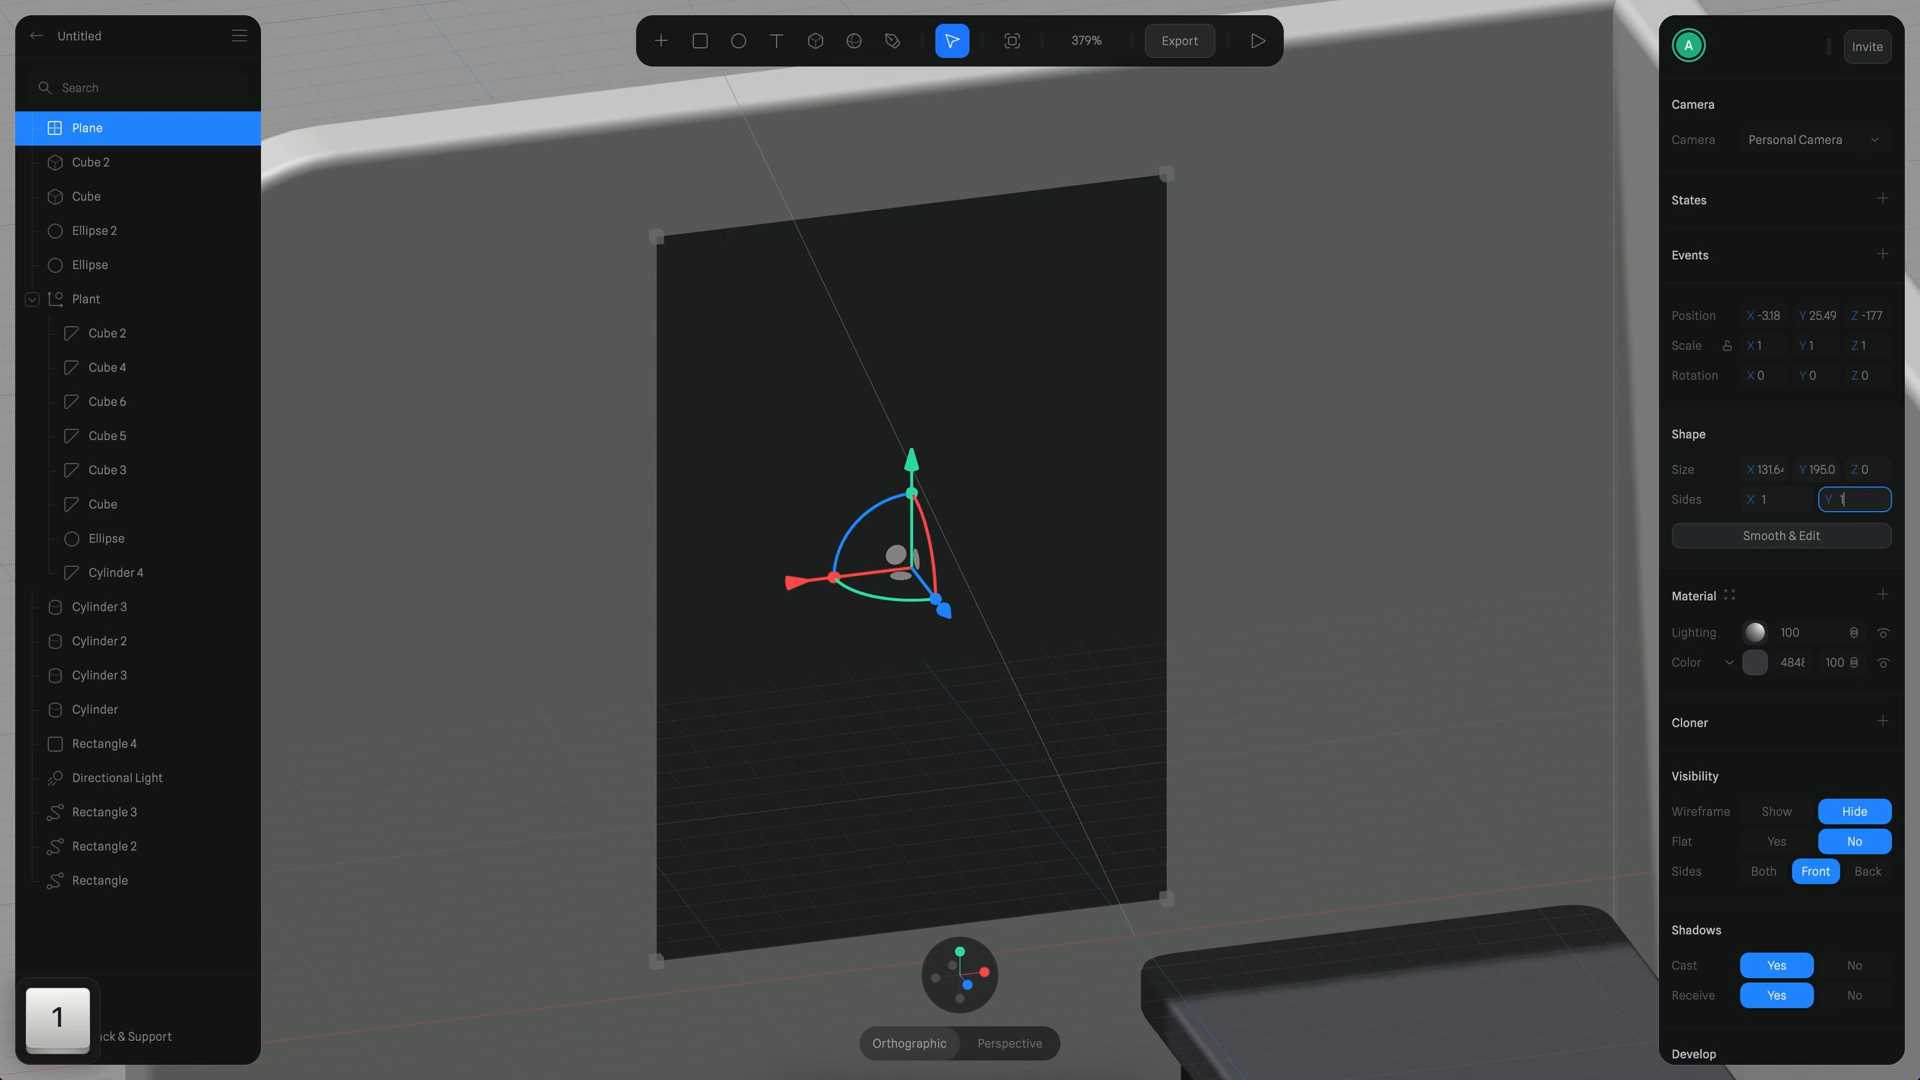 Untitled
Search
Plane
Cube 2
Cube
Ellipse 2
Ellipse
Plant
Cube 2
Cube 4
Cube 6
Cube 5
Cube 3
Cube
Ellipse
Cylinder 4
Cylinder 3
Cylinder 2
Cylinder 3
Cylinder
Rectangle 4
Directional Light
Rectangle 3
Rectangle 2
Rectangle
1
ck & Support
379%
Export
Orthographic
Perspective
A
Invite
Camera
Camera Personal Camera
States
Events
Position X -3.18 Y 25.49 Z -177
Scale X 1 Y 1 Z 1
Rotation X 0 Y 0 Z 0
Shape
Size X 131.64 Y 195.0 Z 0
Sides X 1 Y 1
Smooth & Edit
Material
Lighting 100
Color 4848 100
Cloner
Visibility
Wireframe Show Hide
Flat Yes No
Sides Both Front Back
Shadows
Cast Yes No
Receive Yes No
Develop